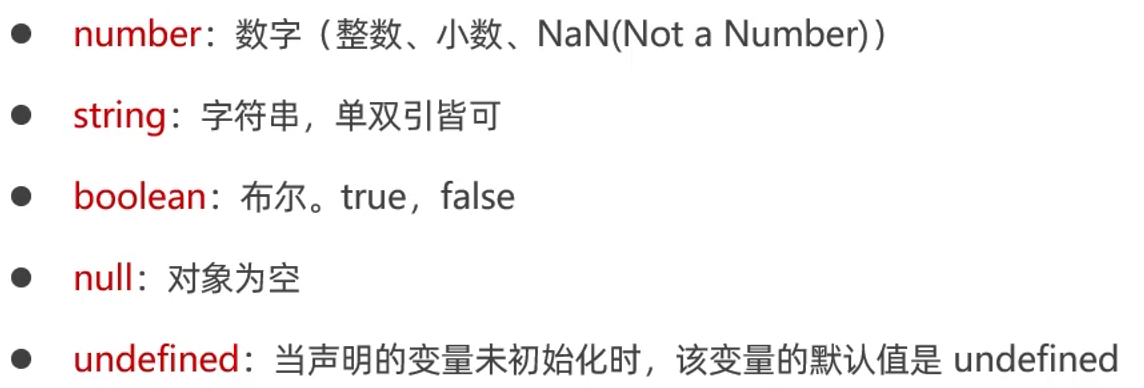 ● number：数字（整数、小数、NaN(Not a Number)）
● string：字符串，单双引皆可
● boolean：布尔。true，false
● null：对象为空
● undefined：当声明的变量未初始化时，该变量的默认值是 undefined